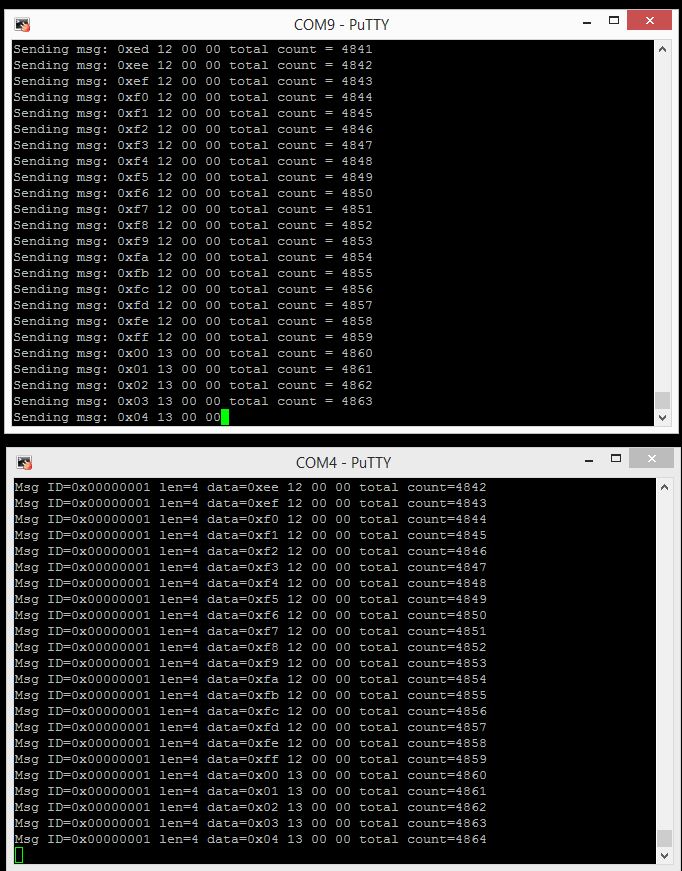 COM9 - PuTTY
Sending msg: 0xed 12 00 00 total count = 4841
Sending msg: 0xee 12 00 00 total count = 4842
Sending msg: 0xef 12 00 00 total count = 4843
Sending msg: 0xf0 12 00 00 total count = 4844
Sending msg: 0xf1 12 00 00 total count = 4845
Sending msg: 0xf2 12 00 00 total count = 4846
Sending msg: 0xf3 12 00 00 total count = 4847
Sending msg: 0xf4 12 00 00 total count = 4848
Sending msg: 0xf5 12 00 00 total count = 4849
Sending msg: 0xf6 12 00 00 total count = 4850
Sending msg: 0xf7 12 00 00 total count = 4851
Sending msg: 0xf8 12 00 00 total count = 4852
Sending msg: 0xf9 12 00 00 total count = 4853
Sending msg: 0xfa 12 00 00 total count = 4854
Sending msg: 0xfb 12 00 00 total count = 4855
Sending msg: 0xfc 12 00 00 total count = 4856
Sending msg: 0xfd 12 00 00 total count = 4857
Sending msg: 0xfe 12 00 00 total count = 4858
Sending msg: 0xff 12 00 00 total count = 4859
Sending msg: 0x00 13 00 00 total count = 4860
Sending msg: 0x01 13 00 00 total count = 4861
Sending msg: 0x02 13 00 00 total count = 4862
Sending msg: 0x03 13 00 00 total count = 4863
Sending msg: 0x04 13 00 00
COM4 - PuTTY
Msg ID=0x00000001 len=4 data=0xee 12 00 00 total count=4842
Msg ID=0x00000001 len=4 data=0xef 12 00 00 total count=4843
Msg ID=0x00000001 len=4 data=0xf0 12 00 00 total count=4844
Msg ID=0x00000001 len=4 data=0xf1 12 00 00 total count=4845
Msg ID=0x00000001 len=4 data=0xf2 12 00 00 total count=4846
Msg ID=0x00000001 len=4 data=0xf3 12 00 00 total count=4847
Msg ID=0x00000001 len=4 data=0xf4 12 00 00 total count=4848
Msg ID=0x00000001 len=4 data=0xf5 12 00 00 total count=4849
Msg ID=0x00000001 len=4 data=0xf6 12 00 00 total count=4850
Msg ID=0x00000001 len=4 data=0xf7 12 00 00 total count=4851
Msg ID=0x00000001 len=4 data=0xf8 12 00 00 total count=4852
Msg ID=0x00000001 len=4 data=0xf9 12 00 00 total count=4853
Msg ID=0x00000001 len=4 data=0xfa 12 00 00 total count=4854
Msg ID=0x00000001 len=4 data=0xfb 12 00 00 total count=4855
Msg ID=0x00000001 len=4 data=0xfc 12 00 00 total count=4856
Msg ID=0x00000001 len=4 data=0xfd 12 00 00 total count=4857
Msg ID=0x00000001 len=4 data=0xfe 12 00 00 total count=4858
Msg ID=0x00000001 len=4 data=0xff 12 00 00 total count=4859
Msg ID=0x00000001 len=4 data=0x00 13 00 00 total count=4860
Msg ID=0x00000001 len=4 data=0x01 13 00 00 total count=4861
Msg ID=0x00000001 len=4 data=0x02 13 00 00 total count=4862
Msg ID=0x00000001 len=4 data=0x03 13 00 00 total count=4863
Msg ID=0x00000001 len=4 data=0x04 13 00 00 total count=4864